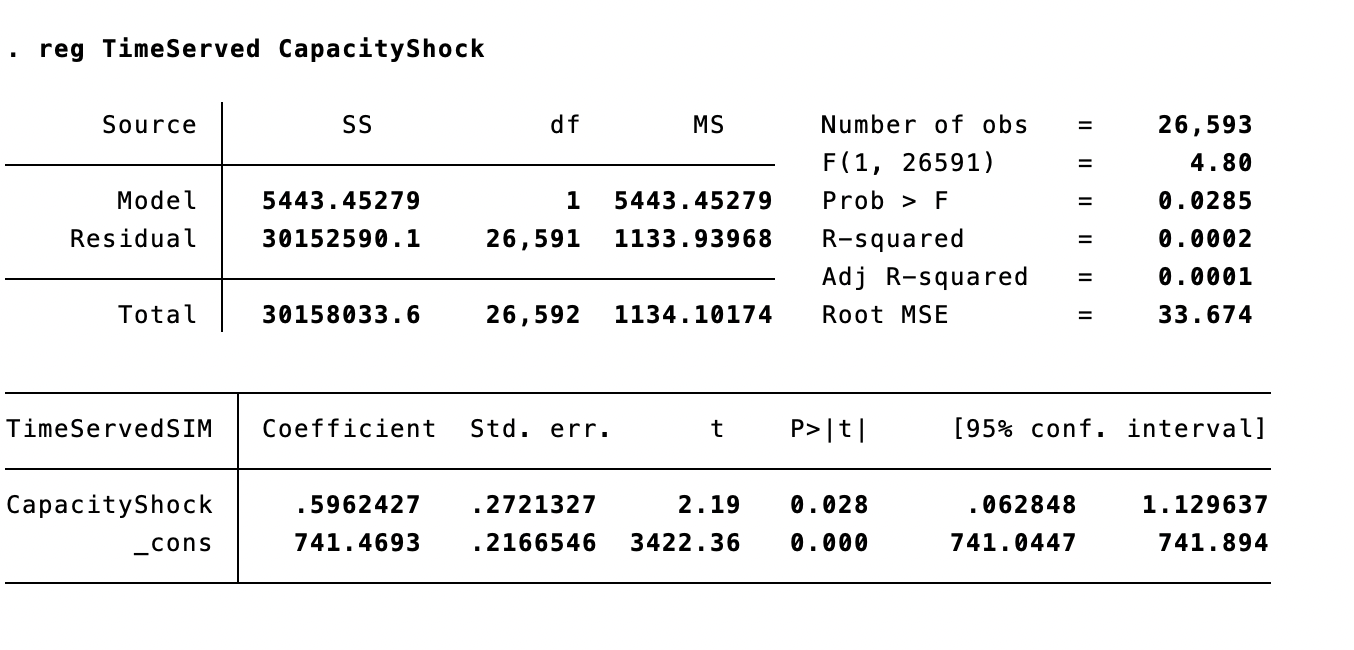 . reg TimeServed CapacityShock
Source SS df MS Number of obs = 26,593
F(1, 26591) = 4.80
Model 5443.45279 1 5443.45279 Prob > F = 0.0285
Residual 30152590.1 26,591 1133.93968 R-squared = 0.0002
Adj R-squared = 0.0001
Total 30158033.6 26,592 1134.10174 Root MSE = 33.674
TimeServedSIM Coefficient Std. err. t P>|t| [95% conf. interval]
CapacityShock .5962427 .2721327 2.19 0.028 .062848 1.129637
_cons 741.4693 .2166546 3422.36 0.000 741.0447 741.894